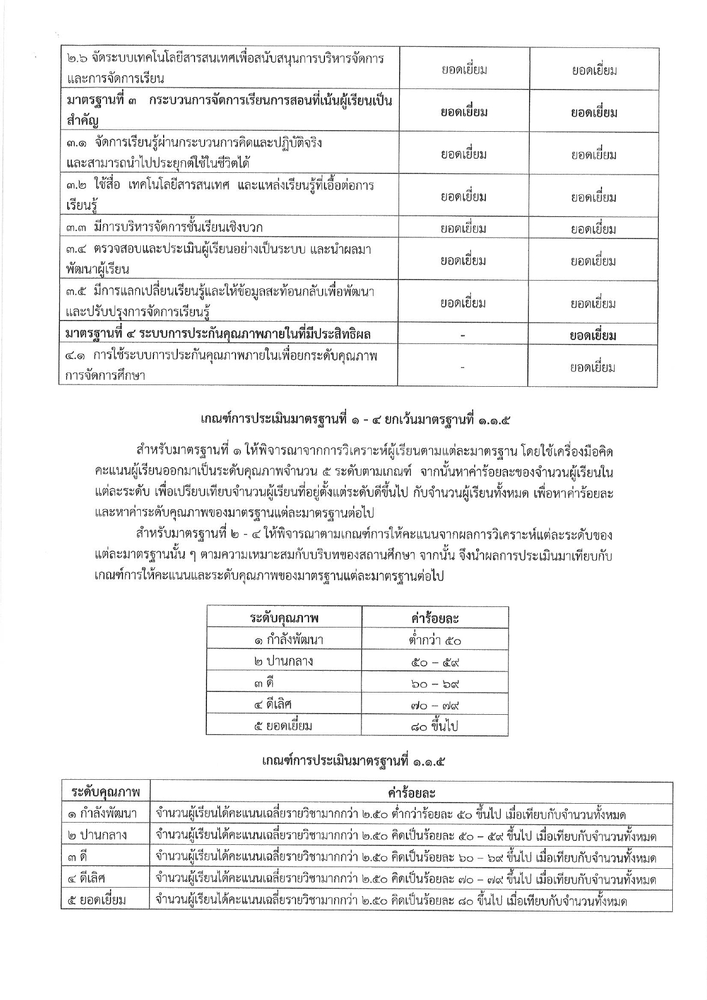 ๒.๖ จัดระบบเทคโนโลยีสารสนเทศเพื่อสนับสนุนการบริหารจัดการ
และการจัดการเรียน
ยอดเยี่ยม
ยอดเยี่ยม
มาตรฐานที่ ๓ กระบวนการจัดการเรียนการสอนที่เน้นผู้เรียนเป็น
สำคัญ
ยอดเยี่ยม
ยอดเยี่ยม
๓.๑ จัดการเรียนรู้ผ่านกระบวนการคิดและปฏิบัติจริง
และสามารถนำไปประยุกต์ใช้ในชีวิตได้
ยอดเยี่ยม
ยอดเยี่ยม
๓.๒ ใช้สื่อ เทคโนโลยีสารสนเทศ และแหล่งเรียนรู้ที่เอื้อต่อการ
เรียนรู้
ยอดเยี่ยม
ยอดเยี่ยม
๓.๓ มีการบริหารจัดการชั้นเรียนเชิงบวก
ยอดเยี่ยม
ยอดเยี่ยม
๓.๔ ตรวจสอบและประเมินผู้เรียนอย่างเป็นระบบ และนำผลมา
พัฒนาผู้เรียน
ยอดเยี่ยม
ยอดเยี่ยม
๓.๕ มีการแลกเปลี่ยนเรียนรู้และให้ข้อมูลสะท้อนกลับเพื่อพัฒนา
และปรับปรุงการจัดการเรียนรู้
ยอดเยี่ยม
ยอดเยี่ยม
มาตรฐานที่ ๔ ระบบการประกันคุณภาพภายในที่มีประสิทธิผล
-
ยอดเยี่ยม
๔.๑ การใช้ระบบการประกันคุณภาพภายในเพื่อยกระดับคุณภาพ
การจัดการศึกษา
-
ยอดเยี่ยม
เกณฑ์การประเมินมาตรฐานที่ ๑ - ๔ ยกเว้นมาตรฐานที่ ๑.๑.๕
สำหรับมาตรฐานที่ ๑ ให้พิจารณาจากการวิเคราะห์ผู้เรียนตามแต่ละมาตรฐาน โดยใช้เครื่องมือคิด
คะแนนผู้เรียนออกมาเป็นระดับคุณภาพจำนวน ๕ ระดับตามเกณฑ์ จากนั้นหาค่าร้อยละของจำนวนผู้เรียนใน
แต่ละระดับ เพื่อเปรียบเทียบจำนวนผู้เรียนที่อยู่ตั้งแต่ระดับดีขึ้นไป กับจำนวนผู้เรียนทั้งหมด เพื่อหาค่าร้อยละ
และหาค่าระดับคุณภาพของมาตรฐานแต่ละมาตรฐานต่อไป
สำหรับมาตรฐานที่ ๒ - ๔ ให้พิจารณาตามเกณฑ์การให้คะแนนจากผลการวิเคราะห์แต่ละระดับของ
แต่ละมาตรฐานนั้น ๆ ตามความเหมาะสมกับบริบทของสถานศึกษา จากนั้น จึงนำผลการประเมินมาเทียบกับ
เกณฑ์การให้คะแนนและระดับคุณภาพของมาตรฐานแต่ละมาตรฐานต่อไป
ระดับคุณภาพ
ค่าร้อยละ
๑ กำลังพัฒนา
ต่ำกว่า ๕๐
๒ ปานกลาง
๕๐ – ๕๙
๓ ดี
๖๐ – ๖๙
๔ ดีเลิศ
๗๐ – ๗๙
๕ ยอดเยี่ยม
๘๐ ขึ้นไป
เกณฑ์การประเมินมาตรฐานที่ ๑.๑.๕
ระดับคุณภาพ
ค่าร้อยละ
๑ กำลังพัฒนา
จำนวนผู้เรียนได้คะแนนเฉลี่ยรายวิชามากกว่า ๒.๕๐ ต่ำกว่าร้อยละ ๕๐ ขึ้นไป เมื่อเทียบกับจำนวนทั้งหมด
๒ ปานกลาง
จำนวนผู้เรียนได้คะแนนเฉลี่ยรายวิชามากกว่า ๒.๕๐ คิดเป็นร้อยละ ๕๐ – ๕๙ ขึ้นไป เมื่อเทียบกับจำนวนทั้งหมด
๓ ดี
จำนวนผู้เรียนได้คะแนนเฉลี่ยรายวิชามากกว่า ๒.๕๐ คิดเป็นร้อยละ ๖๐ – ๖๙ ขึ้นไป เมื่อเทียบกับจำนวนทั้งหมด
๔ ดีเลิศ
จำนวนผู้เรียนได้คะแนนเฉลี่ยรายวิชามากกว่า ๒.๕๐ คิดเป็นร้อยละ ๗๐ – ๗๙ ขึ้นไป เมื่อเทียบกับจำนวนทั้งหมด
๕ ยอดเยี่ยม
จำนวนผู้เรียนได้คะแนนเฉลี่ยรายวิชามากกว่า ๒.๕๐ คิดเป็นร้อยละ ๘๐ ขึ้นไป เมื่อเทียบกับจำนวนทั้งหมด